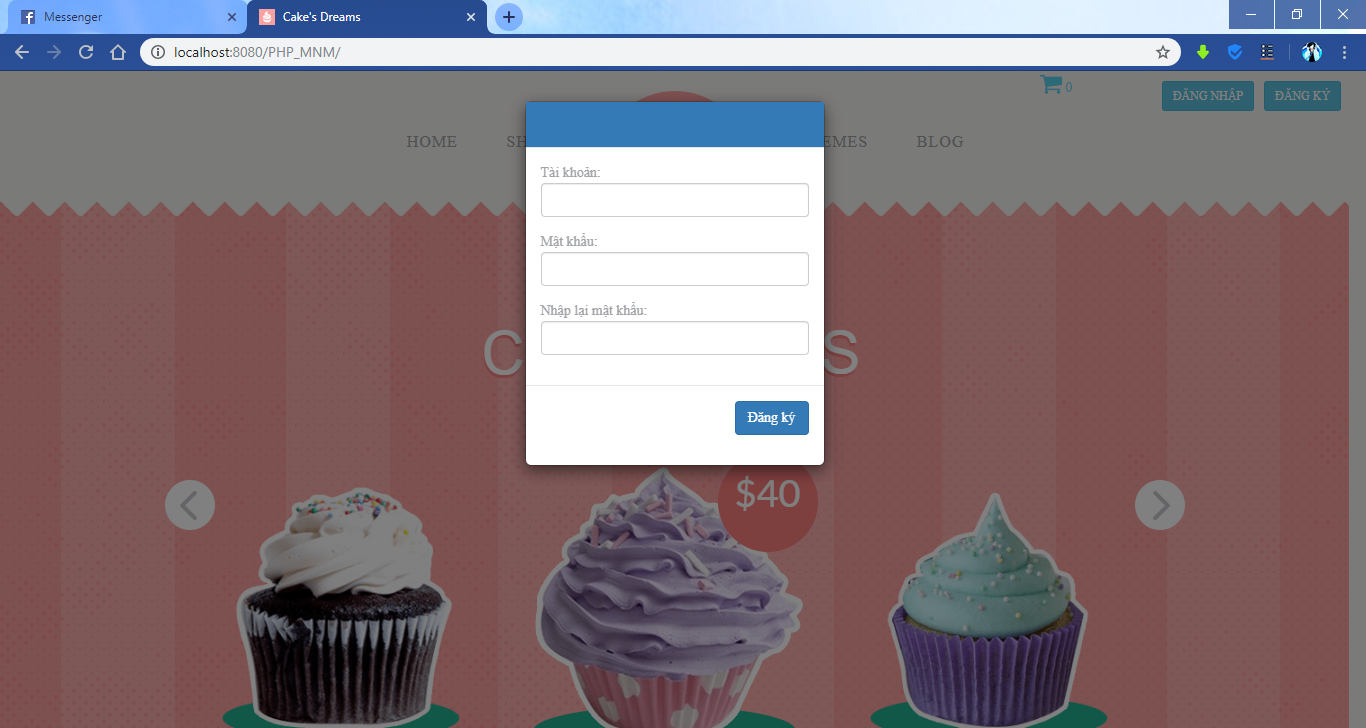 Messenger
Cake's Dreams
localhost:8080/PHP_MNM/
0
ĐĂNG NHẬP
ĐĂNG KÝ
HOME
BLOG
Tài khoản:
Mật khẩu:
Nhập lại mật khẩu:
Đăng ký
$40